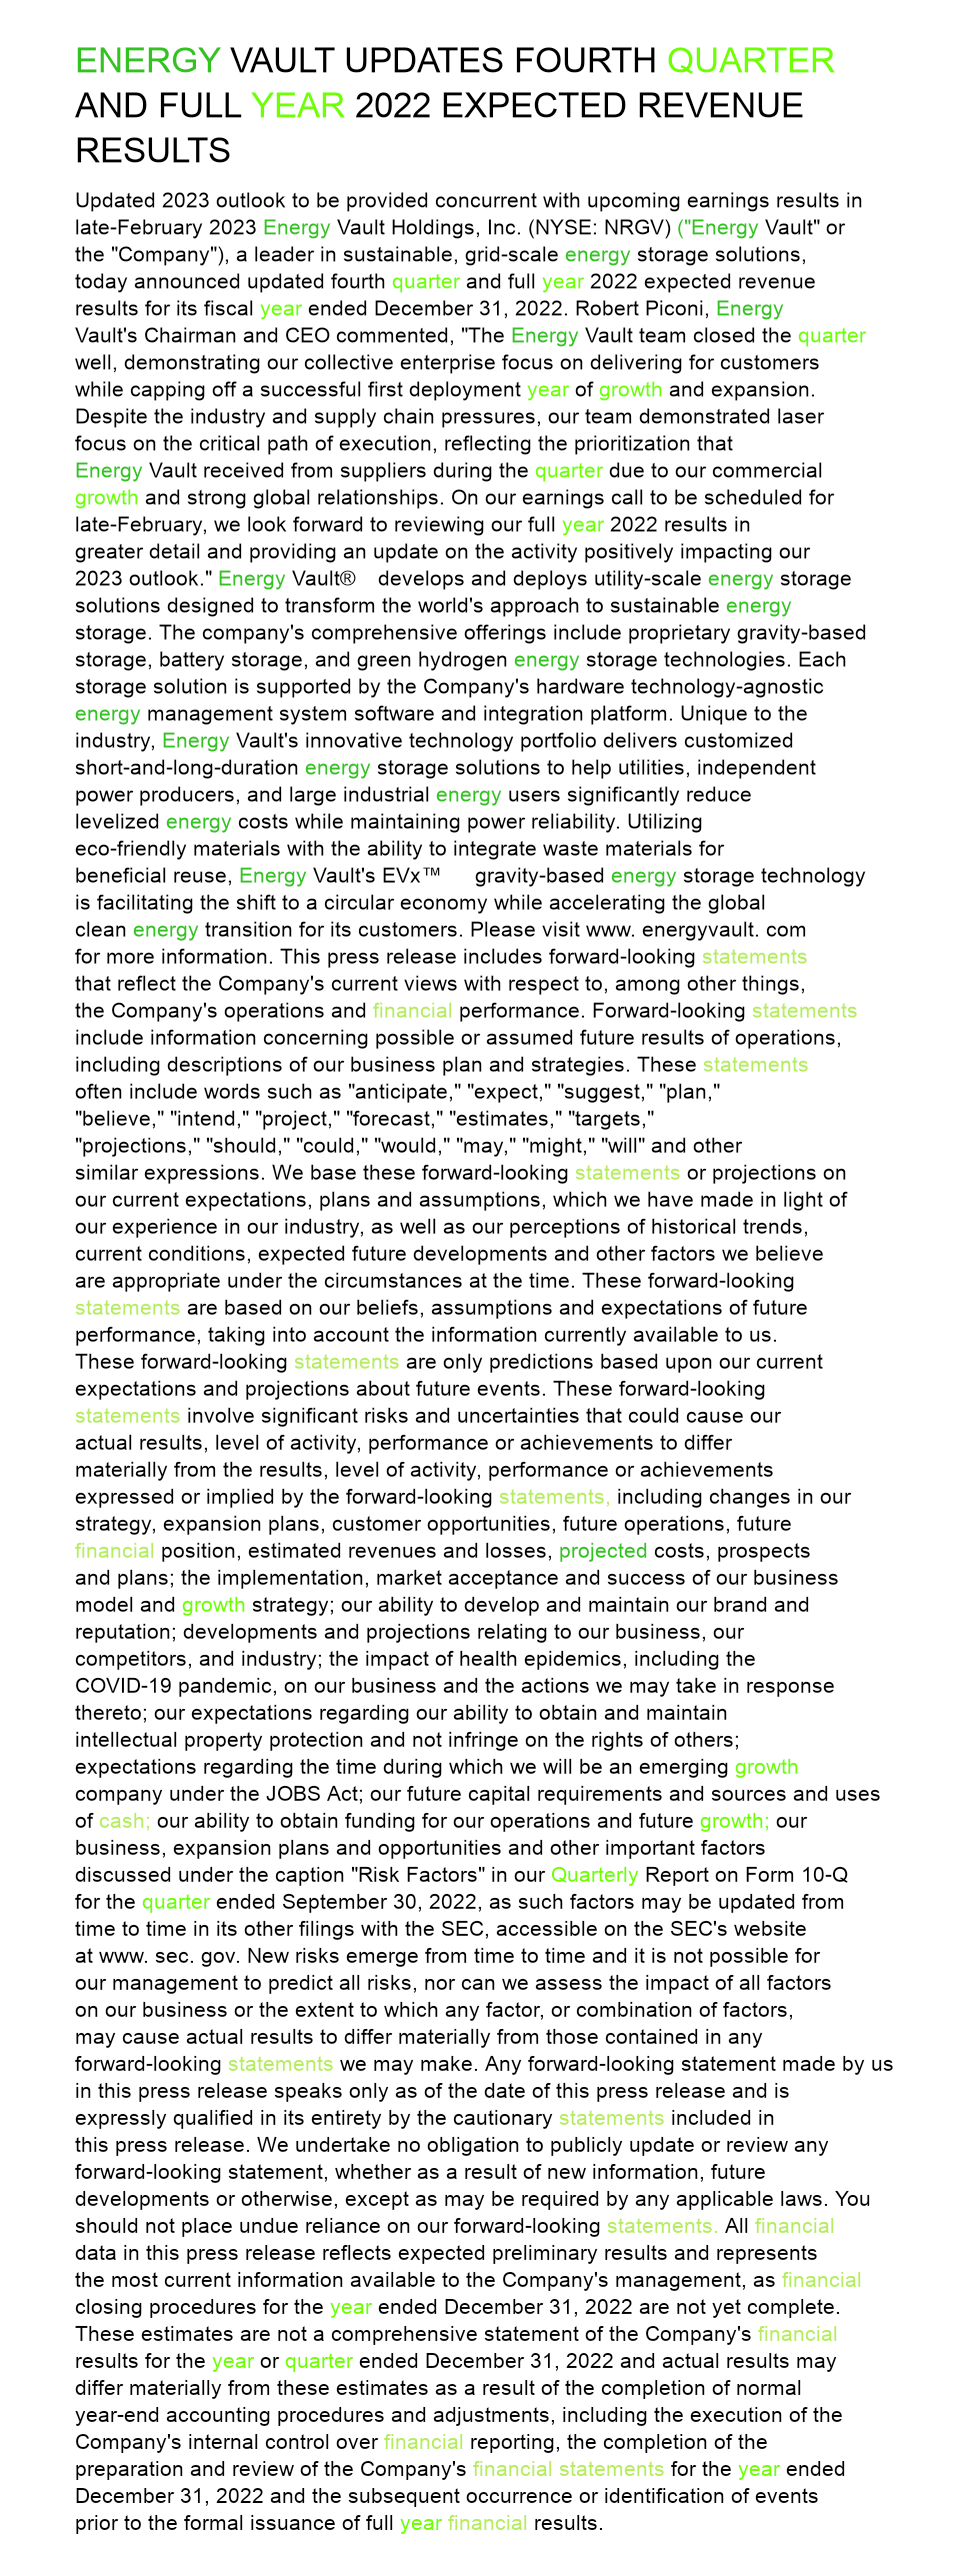 ENERGY VAULT UPDATES FOURTH QUARTER
AND FULL YEAR 2022 EXPECTED REVENUE
RESULTS
Updated 2023 outlook to be provided concurrent with upcoming earnings results in
late-February 2023 Energy Vault Holdings, Inc. (NYSE: NRGV) ("Energy Vault" or
the "Company"), a leader in sustainable, grid-scale energy storage solutions,
today announced updated fourth quarter and full year 2022 expected revenue
results for its fiscal year ended December 31, 2022. Robert Piconi, Energy
Vault's Chairman and CEO commented, "The Energy Vault team closed the quarter
well, demonstrating our collective enterprise focus on delivering for customers
while capping off a successful first deployment year of growth and expansion.
Despite the industry and supply chain pressures, our team demonstrated laser
focus on the critical path of execution, reflecting the prioritization that
Energy Vault received from suppliers during the quarter due to our commercial
growth and strong global relationships. On our earnings call to be scheduled for
late-February, we look forward to reviewing our full year 2022 results in
greater detail and providing an update on the activity positively impacting our
2023 outlook." Energy Vault® develops and deploys utility-scale energy storage
solutions designed to transform the world's approach to sustainable energy
storage. The company's comprehensive offerings include proprietary gravity-based
storage, battery storage, and green hydrogen energy storage technologies. Each
storage solution is supported by the Company's hardware technology-agnostic
energy management system software and integration platform. Unique to the
industry, Energy Vault's innovative technology portfolio delivers customized
short-and-long-duration energy storage solutions to help utilities, independent
power producers, and large industrial energy users significantly reduce
levelized energy costs while maintaining power reliability. Utilizing
eco-friendly materials with the ability to integrate waste materials for
beneficial reuse, Energy Vault's EVx™ gravity-based energy storage technology
is facilitating the shift to a circular economy while accelerating the global
clean energy transition for its customers. Please visit www. energyvault. com
for more information. This press release includes forward-looking statements
that reflect the Company's current views with respect to, among other things,
the Company's operations and financial performance. Forward-looking statements
include information concerning possible or assumed future results of operations,
including descriptions of our business plan and strategies. These statements
often include words such as "anticipate," "expect," "suggest," "plan,"
"believe," "intend," "project," "forecast," "estimates," "targets,"
"projections," "should," "could," "would," "may," "might," "will" and other
similar expressions. We base these forward-looking statements or projections on
our current expectations, plans and assumptions, which we have made in light of
our experience in our industry, as well as our perceptions of historical trends,
current conditions, expected future developments and other factors we believe
are appropriate under the circumstances at the time. These forward-looking
statements are based on our beliefs, assumptions and expectations of future
performance, taking into account the information currently available to us.
These forward-looking statements are only predictions based upon our current
expectations and projections about future events. These forward-looking
statements involve significant risks and uncertainties that could cause our
actual results, level of activity, performance or achievements to differ
materially from the results, level of activity, performance or achievements
expressed or implied by the forward-looking statements, including changes in our
strategy, expansion plans, customer opportunities, future operations, future
financial position, estimated revenues and losses, projected costs, prospects
and plans; the implementation, market acceptance and success of our business
model and growth strategy; our ability to develop and maintain our brand and
reputation; developments and projections relating to our business, our
competitors, and industry; the impact of health epidemics, including the
COVID-19 pandemic, on our business and the actions we may take in response
thereto; our expectations regarding our ability to obtain and maintain
intellectual property protection and not infringe on the rights of others;
expectations regarding the time during which we will be an emerging growth
company under the JOBS Act; our future capital requirements and sources and uses
of cash; our ability to obtain funding for our operations and future growth; our
business, expansion plans and opportunities and other important factors
discussed under the caption "Risk Factors" in our Quarterly Report on Form 10-Q
for the quarter ended September 30, 2022, as such factors may be updated from
time to time in its other filings with the SEC, accessible on the SEC's website
at www. sec. gov. New risks emerge from time to time and it is not possible for
our management to predict all risks, nor can we assess the impact of all factors
on our business or the extent to which any factor, or combination of factors,
may cause actual results to differ materially from those contained in any
forward-looking statements we may make. Any forward-looking statement made by us
in this press release speaks only as of the date of this press release and is
expressly qualified in its entirety by the cautionary statements included in
this press release. We undertake no obligation to publicly update or review any
forward-looking statement, whether as a result of new information, future
developments or otherwise, except as may be required by any applicable laws. You
should not place undue reliance on our forward-looking statements. All financial
data in this press release reflects expected preliminary results and represents
the most current information available to the Company's management, as financial
closing procedures for the year ended December 31, 2022 are not yet complete.
These estimates are not a comprehensive statement of the Company's financial
results for the year or quarter ended December 31, 2022 and actual results may
differ materially from these estimates as a result of the completion of normal
year-end accounting procedures and adjustments, including the execution of the
Company's internal control over financial reporting, the completion of the
preparation and review of the Company's financial statements for the year ended
December 31, 2022 and the subsequent occurrence or identification of events
prior to the formal issuance of full year financial results.